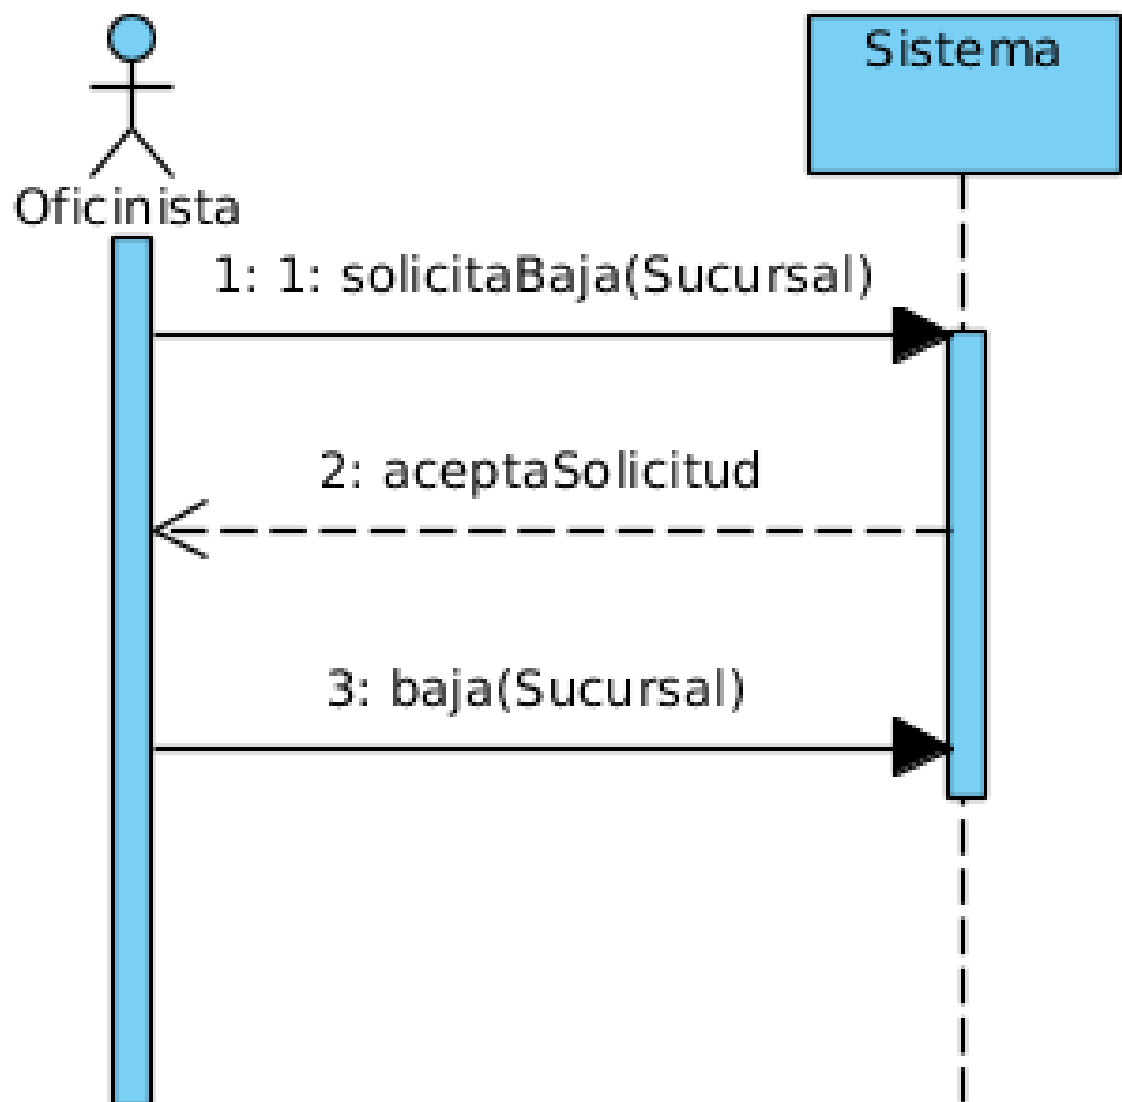 Sistema
Oficinista
1: 1: solicitaBaja(Sucursal)
2: aceptaSolicitud
3: baja(Sucursal)